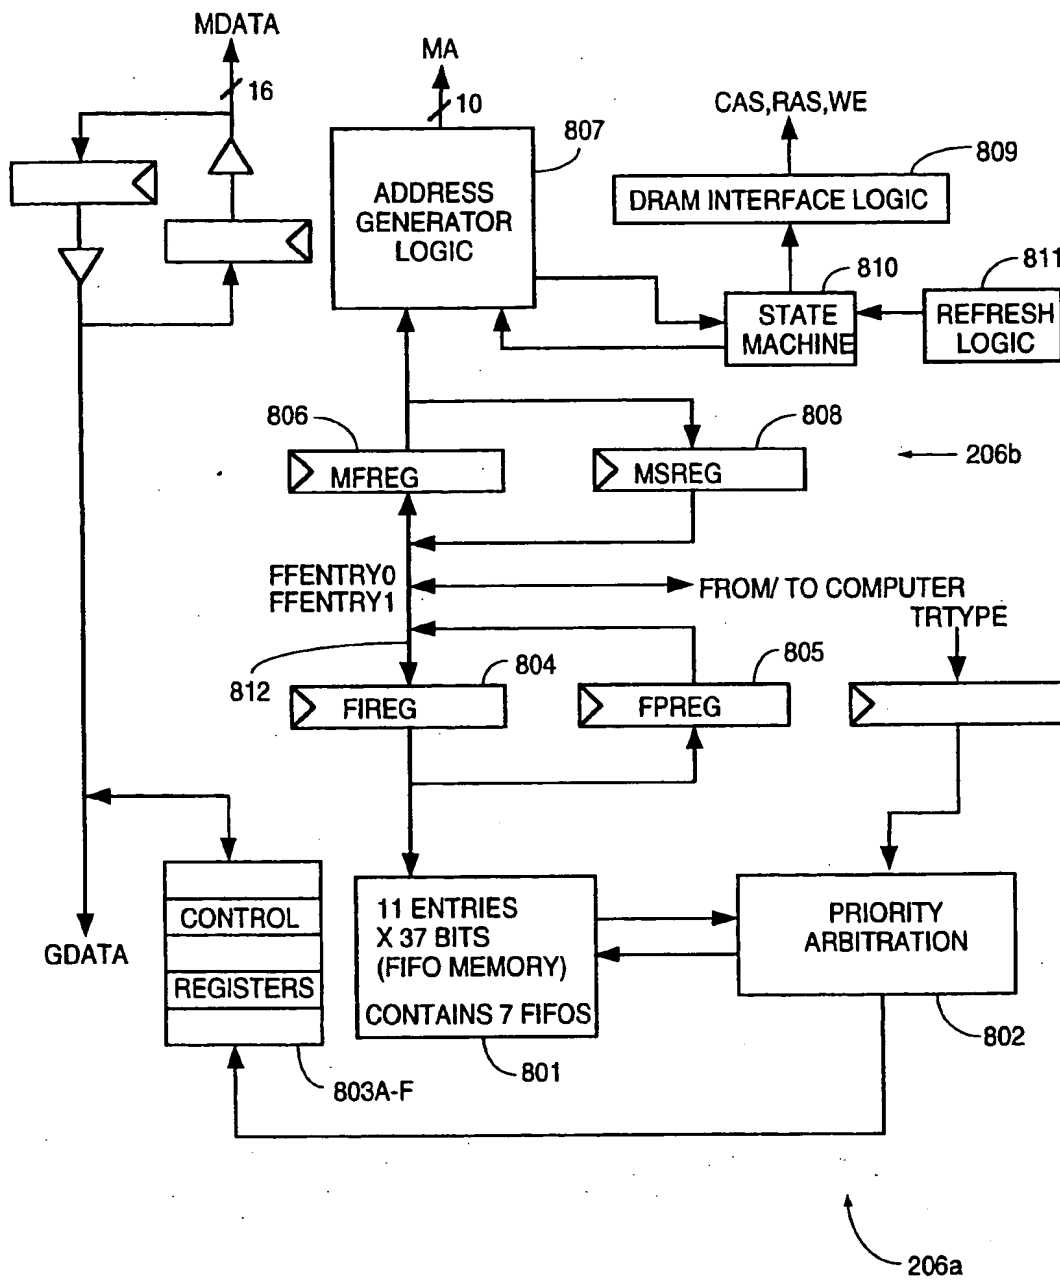 MDATA
16
MA
10
CAS,RAS,WE
807
809
ADDRESS
GENERATOR
LOGIC
DRAM INTERFACE LOGIC
810
811
STATE
MACHINE
REFRESH
LOGIC
806
808
MFREG
MSREG
206b
FFENTRY0
FFENTRY1
FROM/ TO COMPUTER
TRTYPE
812
804
805
FIREG
FPREG
11 ENTRIES
X 37 BITS
(FIFO MEMORY)
CONTAINS 7 FIFOS
PRIORITY
ARBITRATION
CONTROL
REGISTERS
GDATA
801
802
803A-F
206a